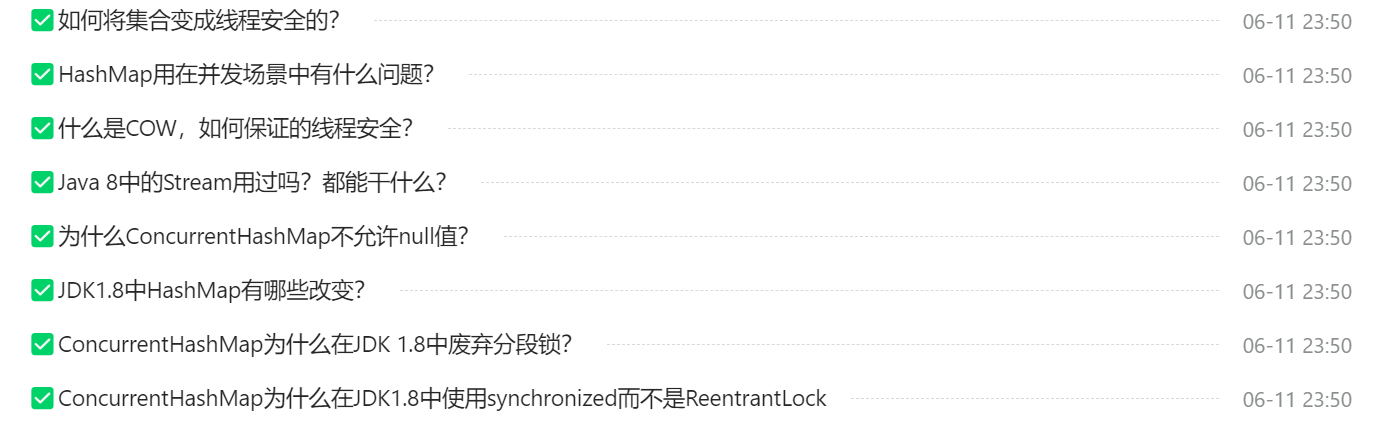 如何将集合变成线程安全的? 06-11 23:50
HashMap用在并发场景中有什么问题? 06-11 23:50
什么是COW，如何保证的线程安全? 06-11 23:50
Java 8中的Stream用过吗？都能干什么? 06-11 23:50
为什么ConcurrentHashMap不允许null值? 06-11 23:50
JDK1.8中HashMap有哪些改变? 06-11 23:50
ConcurrentHashMap为什么在JDK 1.8中废弃分段锁? 06-11 23:50
ConcurrentHashMap为什么在JDK1.8中使用synchronized而不是ReentrantLock 06-11 23:50